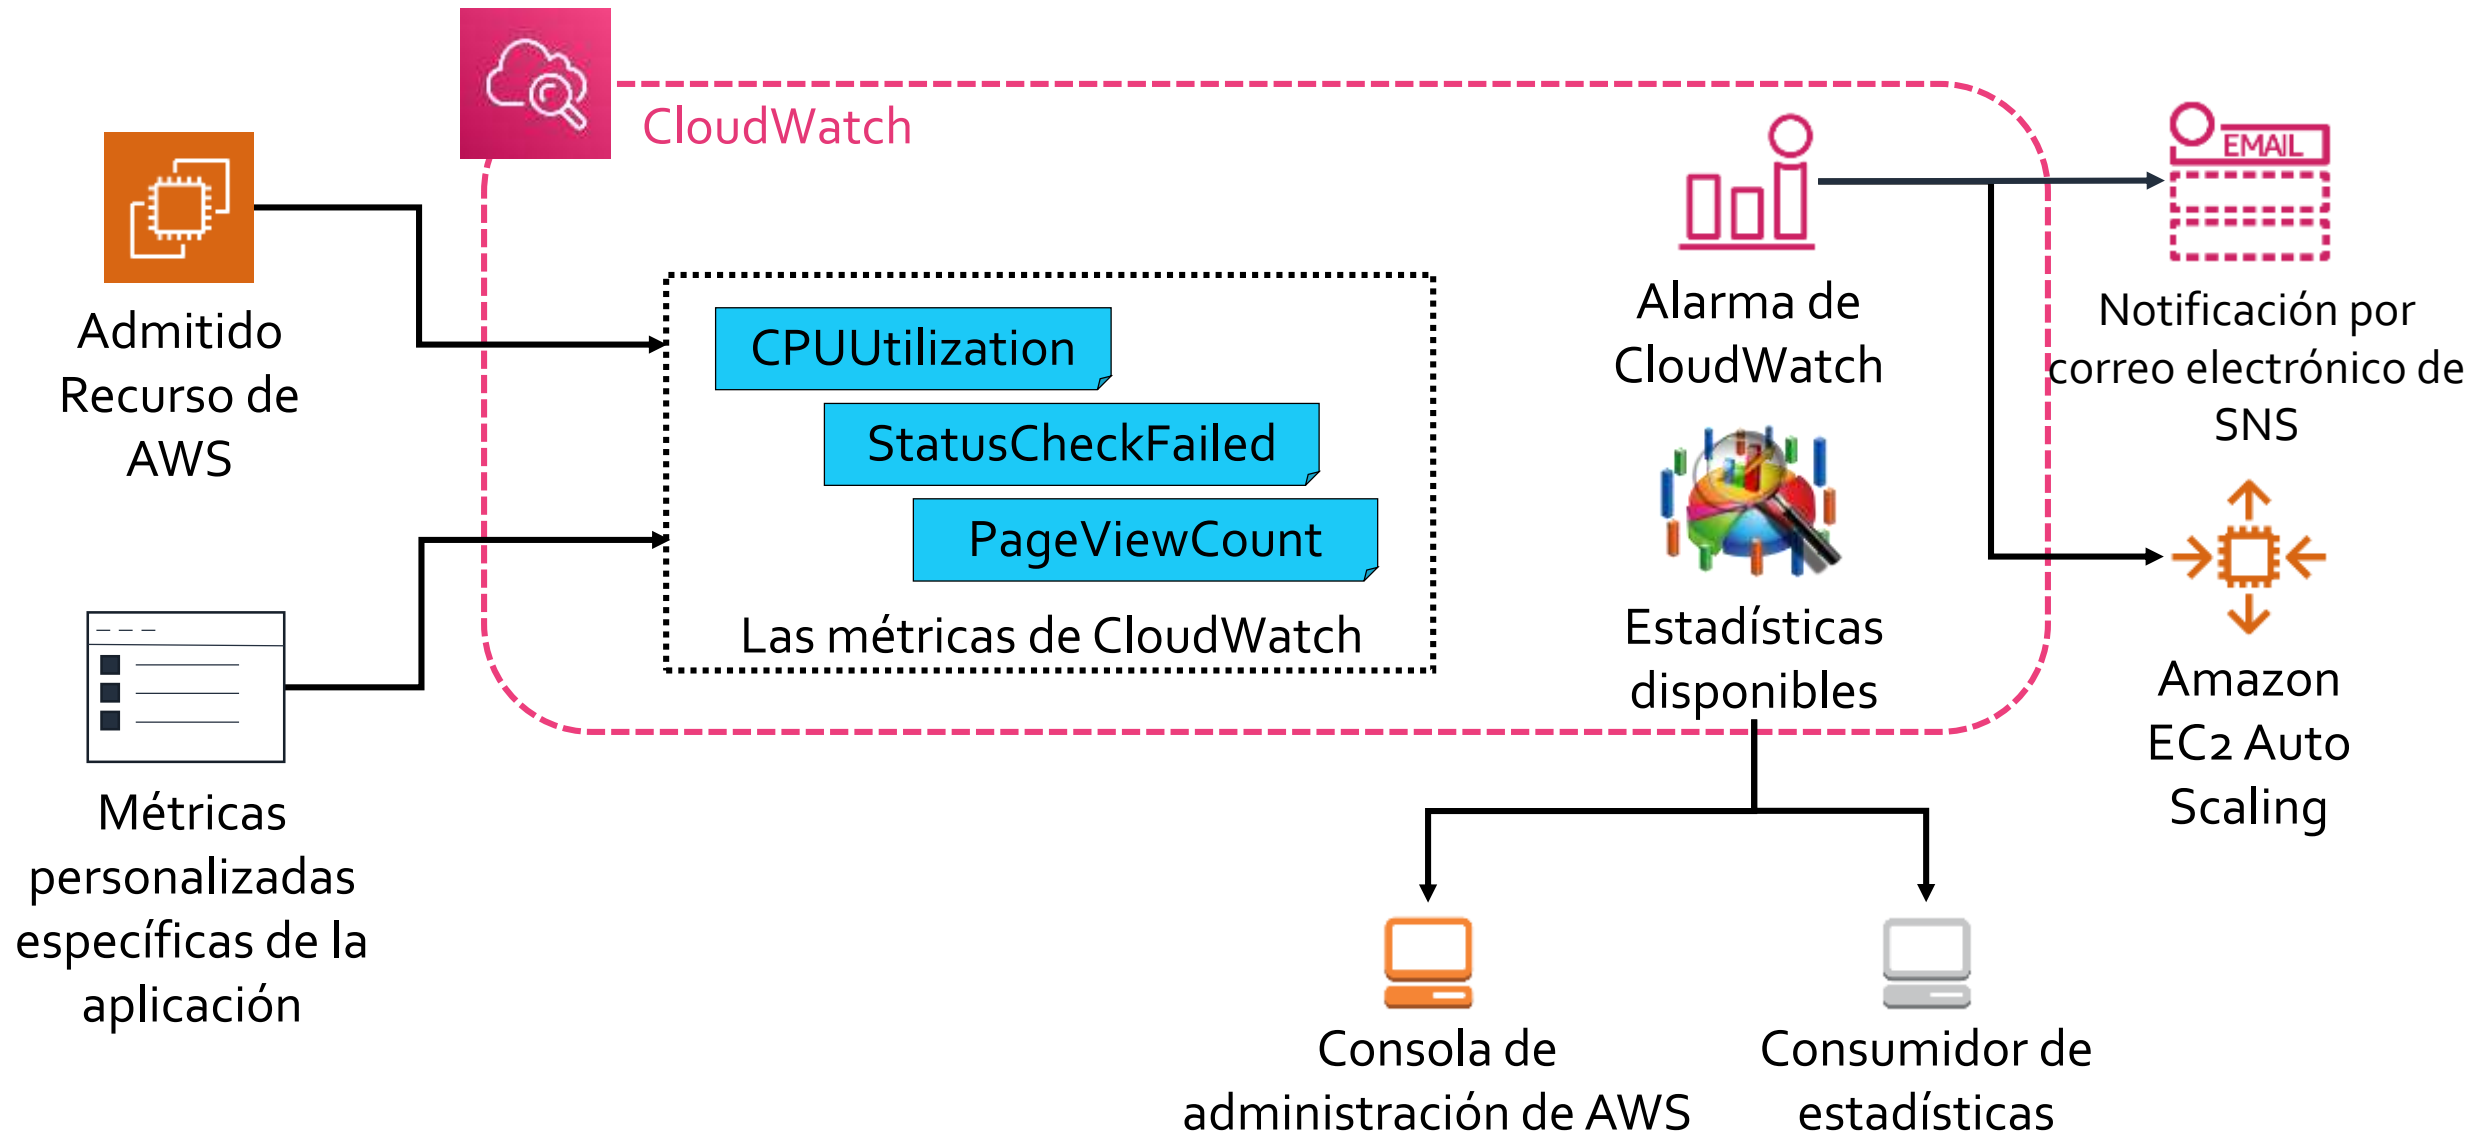 CloudWatch
Admitido
Recurso de
AWS
Métricas
personalizadas
específicas de la
aplicación
CPUUtilization
StatusCheckFailed
PageViewCount
Las métricas de CloudWatch
Alarma de
CloudWatch
Estadísticas
disponibles
EMAIL
Notificación por
correo electrónico de
SNS
Amazon
EC2 Auto
Scaling
Consola de
administración de AWS
Consumidor de
estadísticas